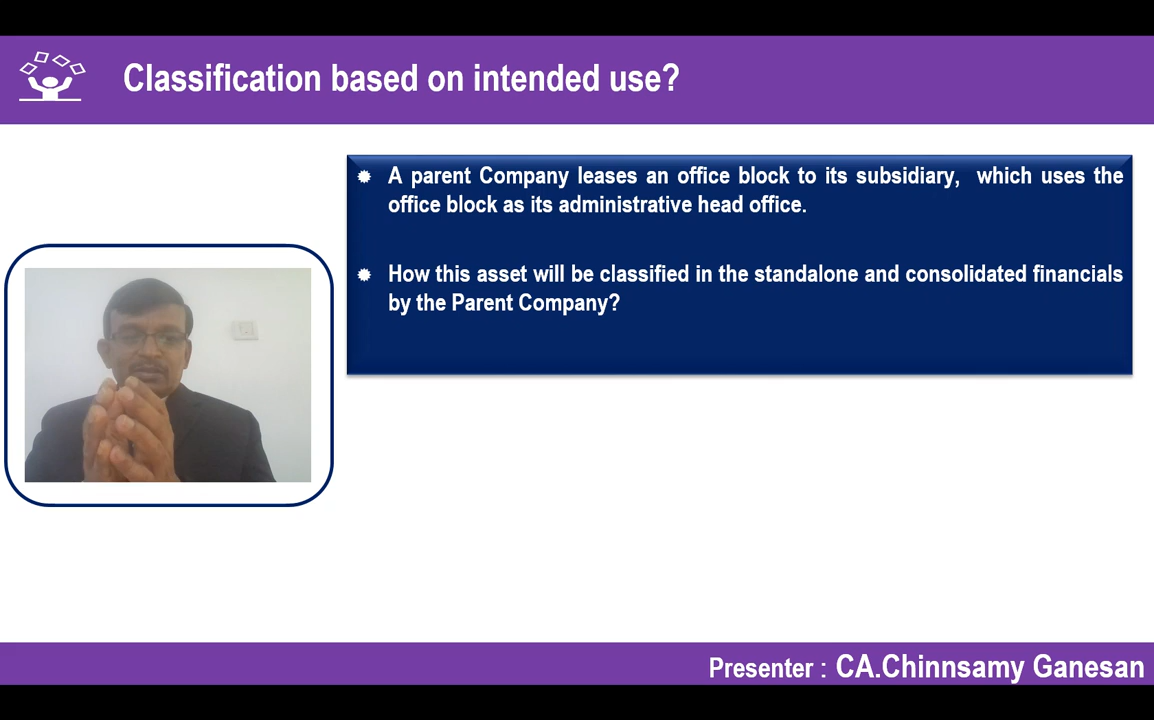 Classification based on intended use?
A parent Company leases an office block to its subsidiary, which uses the
office block as its administrative head office.
How this asset will be classified in the standalone and consolidated financials
by the Parent Company?
Presenter : CA.Chinnsamy Ganesan